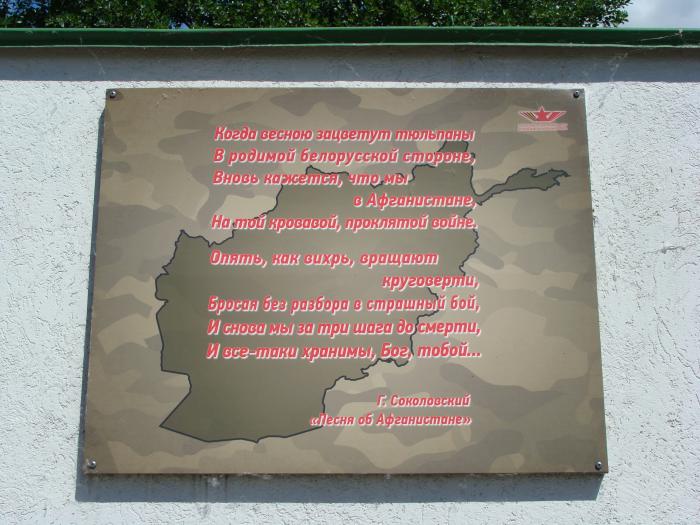 Когда весною зацветут тюльпаны
В родимой белорусской стороне,
Вновь кажется, что мы
в Афганистане,
На той кровавой, проклятой войне.
Опять, как вихрь, вращают
круговерти,
Бросая без разбора в страшный бой,
И снова мы за три шага до смерти,
И все-таки хранимы, Бог, тобой...
Г. Соколовский
«Песня об Афганистане»